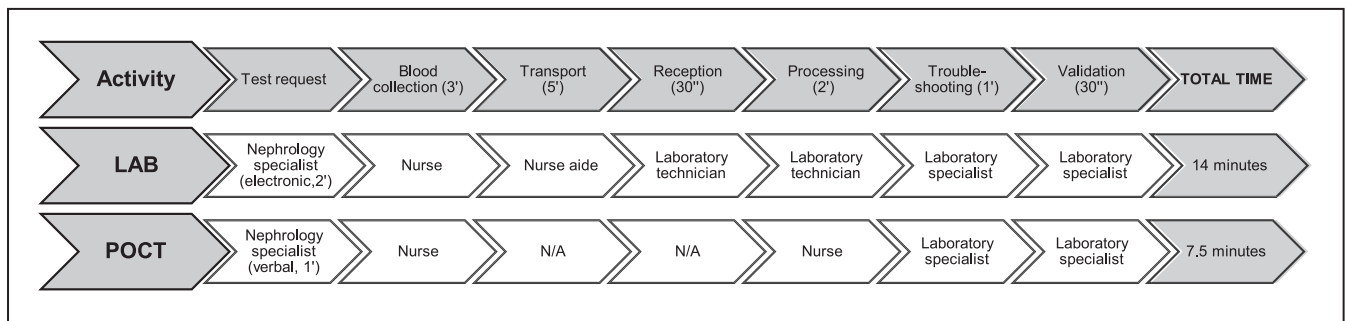 Activity
Test request
Blood
collection (3')
Transport
(5')
Reception
(30'')
Processing
(2')
Trouble-
shooting (1')
Validation
(30'')
TOTAL TIME
LAB
Nephrology
specialist
(electronic,2')
Nurse
Nurse aide
Laboratory
technician
Laboratory
technician
Laboratory
specialist
Laboratory
specialist
14 minutes
POCT
Nephrology
specialist
(verbal, 1')
Nurse
N/A
N/A
Nurse
Laboratory
specialist
Laboratory
specialist
7.5 minutes